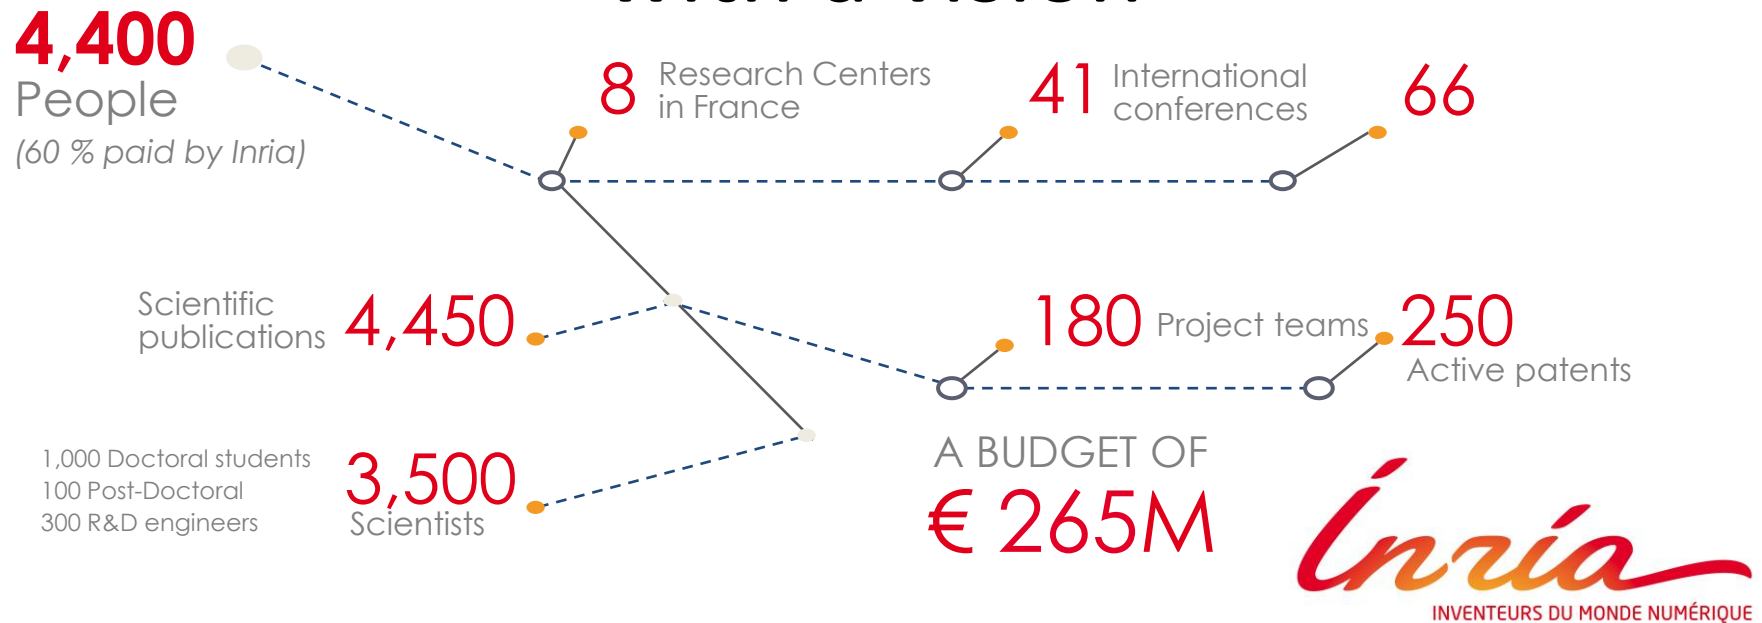 with a vision
4,400
People
(60 % paid by Inria)
8
Research Centers
in France
41
International
conferences
66
Scientific
publications
4,450
180
Project teams
250
Active patents
1,000 Doctoral students
100 Post-Doctoral
300 R&D engineers
3,500
Scientists
A BUDGET OF
€ 265M
Inria
INVENTEURS DU MONDE NUMÉRIQUE